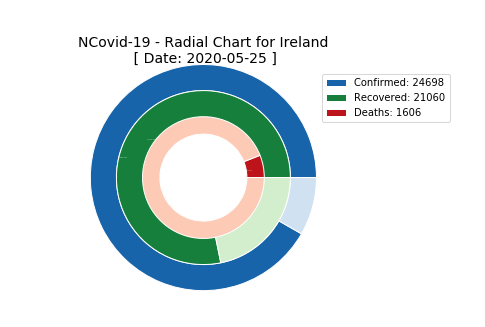 NCovid-19 - Radial Chart for Ireland
[ Date: 2020-05-25 ]
Confirmed: 24698
Recovered: 21060
Deaths: 1606